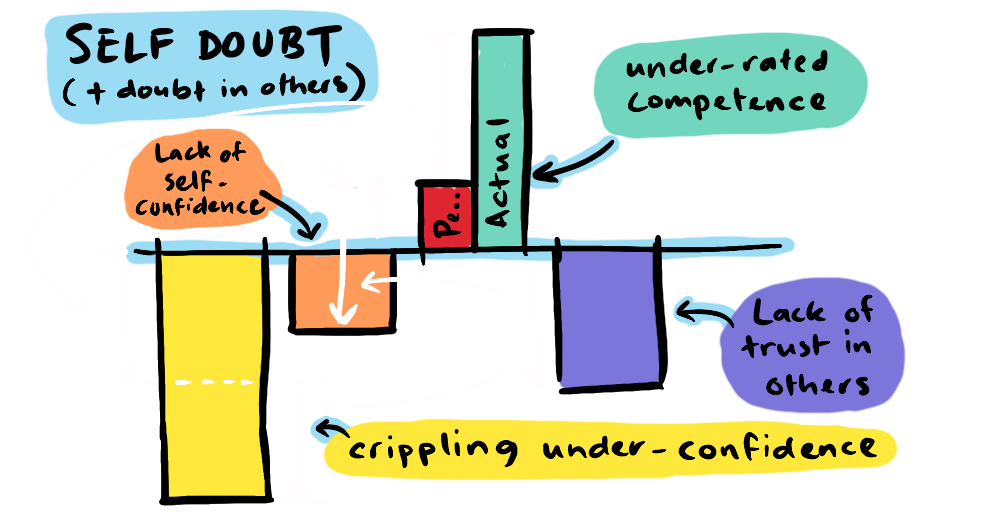 SELF DOUBT
(+ doubt in others)
under-rated
competence
Lack of
self-
confidence
Pe..
Actual
Lack of
trust in
others
crippling under-confidence